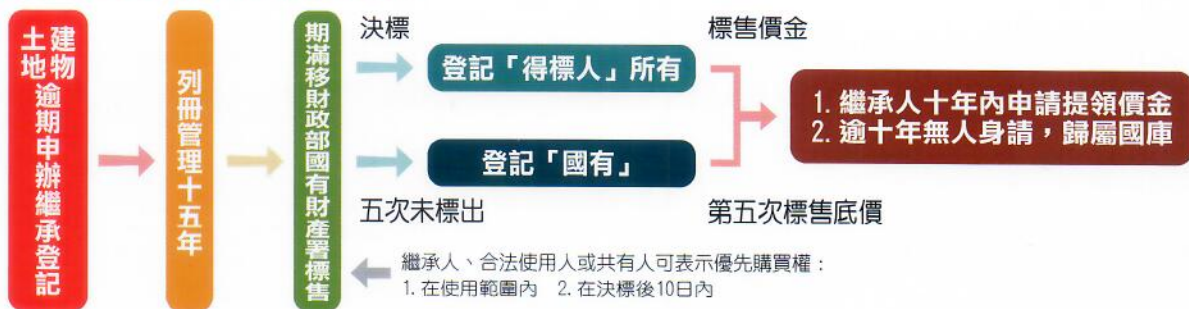 土地
建物
逾期申辦繼承登記
列冊管理十五年
期滿移財政部國有財產署標售
決標
登記「得標人」所有
標售價金
登記「國有」
五次未標出
第五次標售底價
1. 繼承人十年內申請提領價金
2. 逾十年無人身請，歸屬國庫
繼承人、合法使用人或共有人可表示優先購買權：
1. 在使用範圍內 2. 在決標後10日內